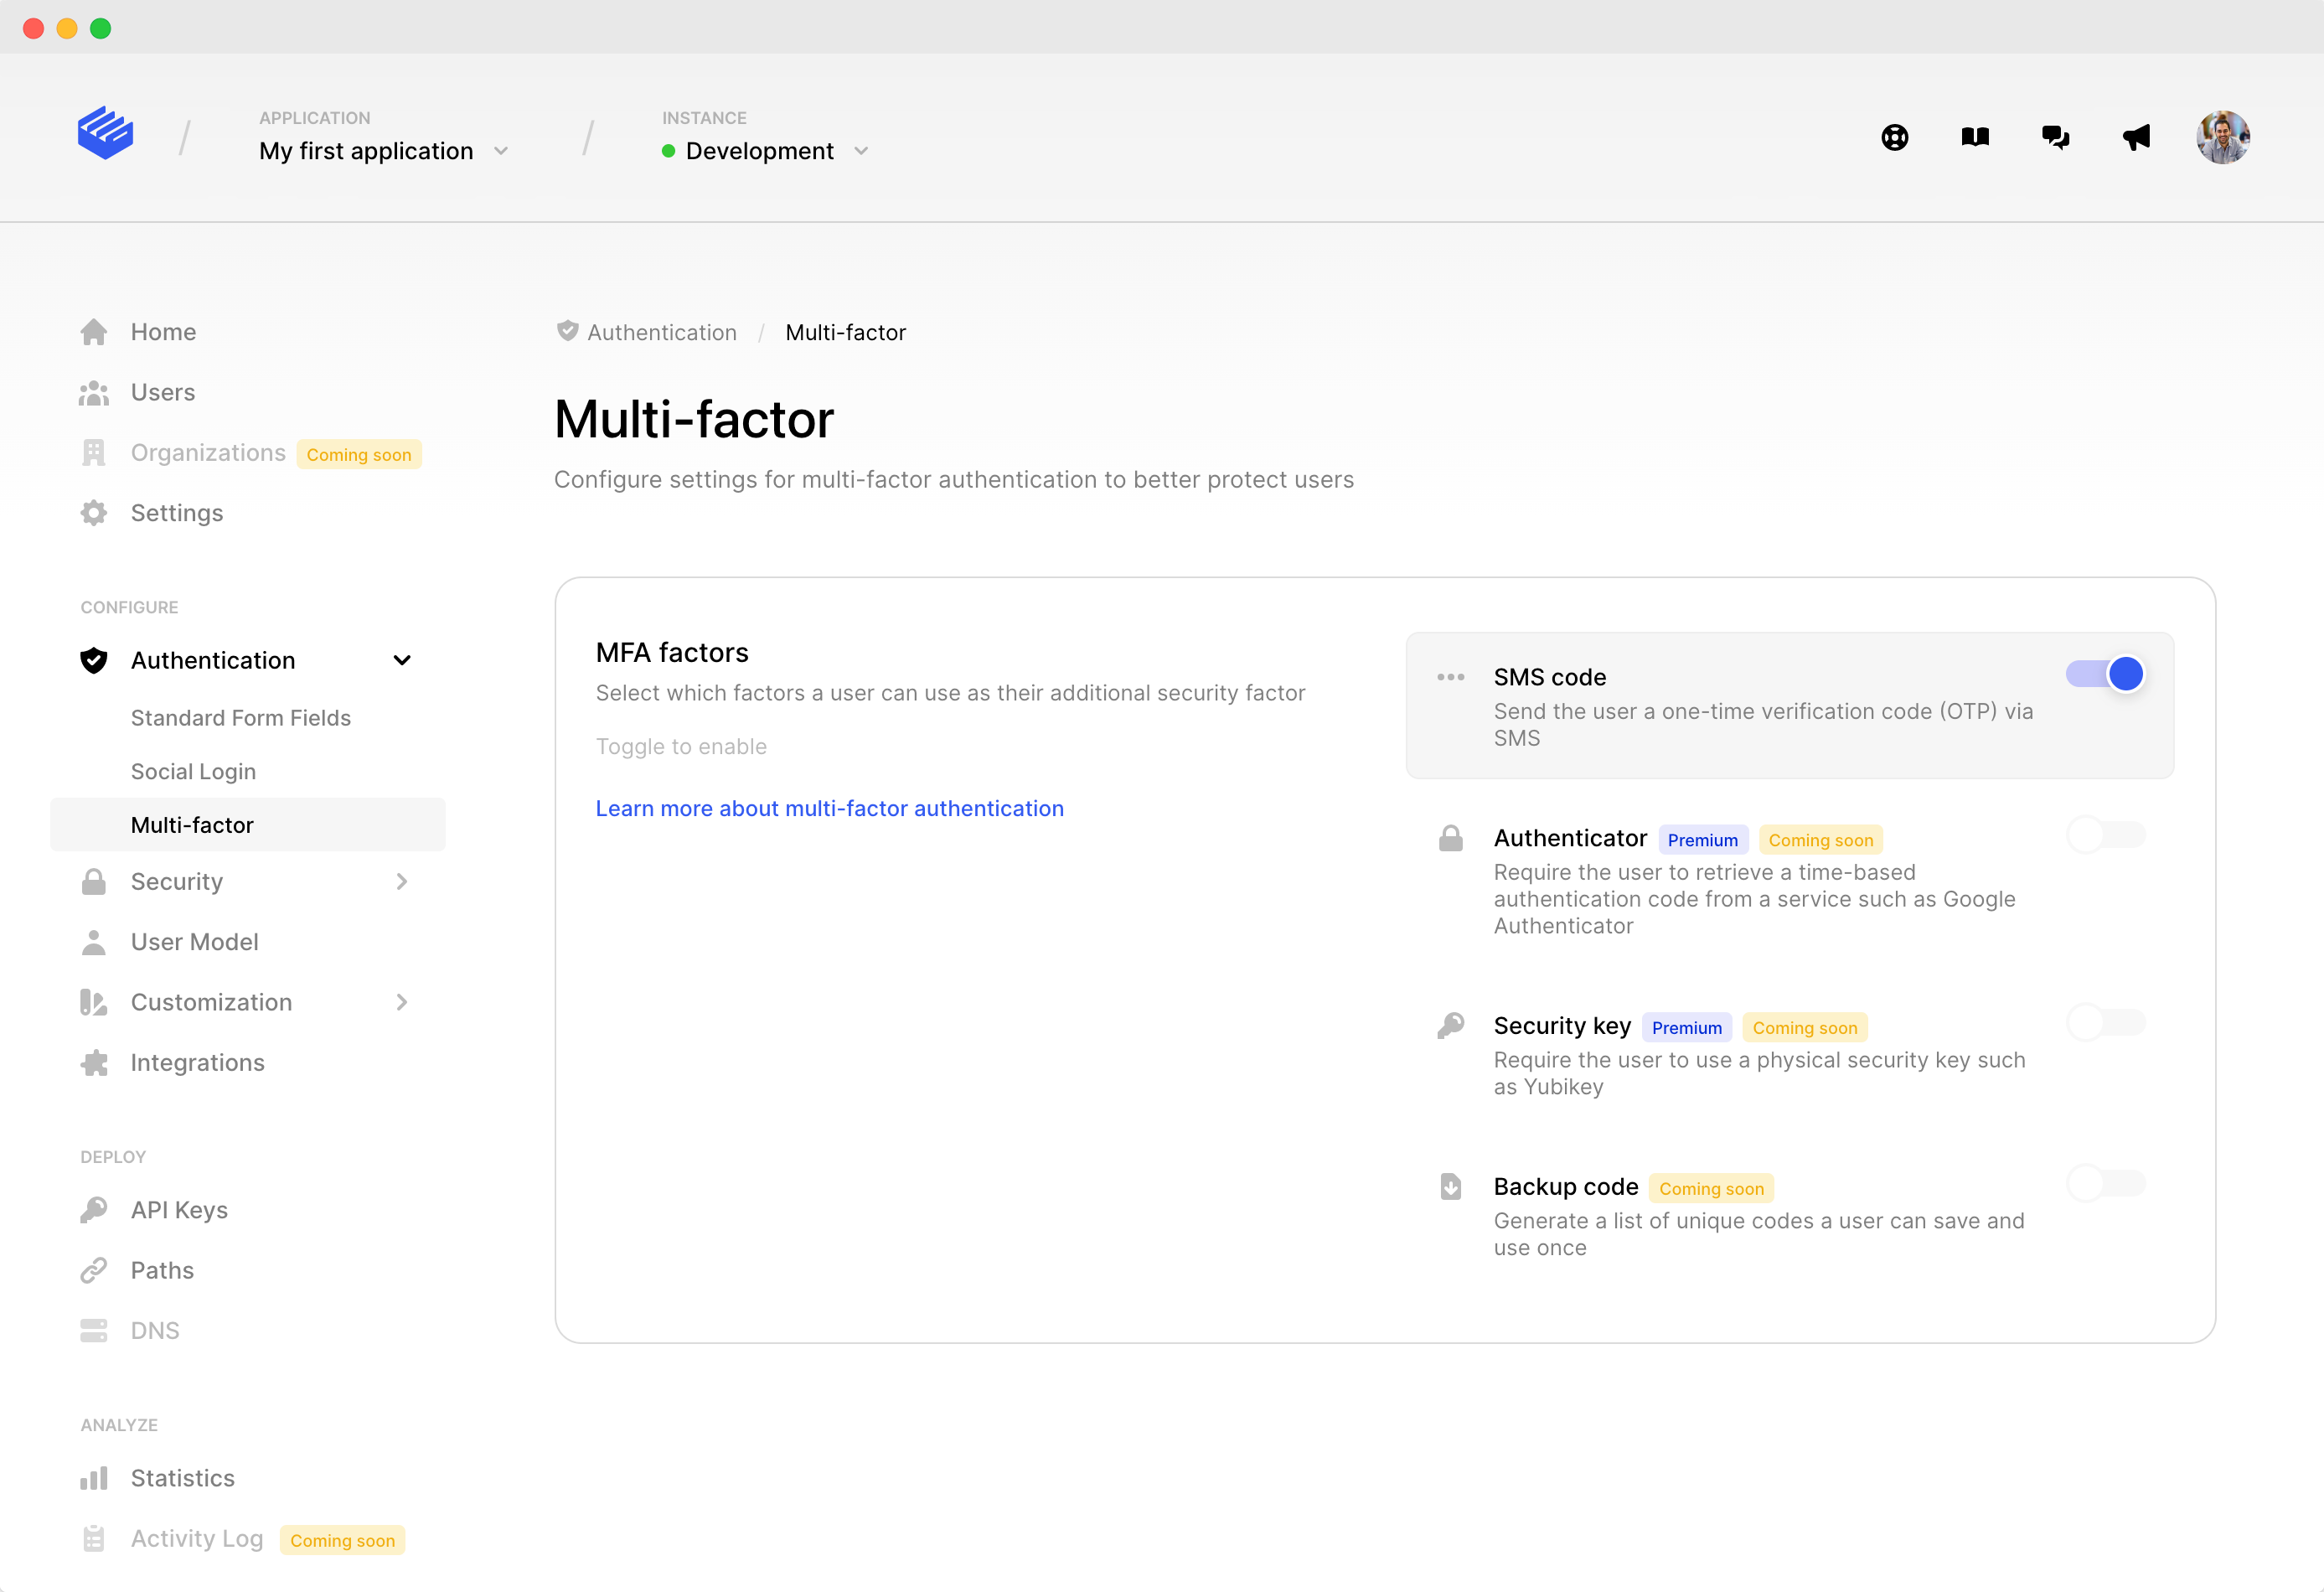 APPLICATION
My first application
INSTANCE
Development
Home
Users
Organizations Coming soon
Settings
CONFIGURE
Authentication
Standard Form Fields
Social Login
Multi-factor
Security
User Model
Customization
Integrations
DEPLOY
API Keys
Paths
DNS
ANALYZE
Statistics
Activity Log Coming soon
Authentication / Multi-factor
Multi-factor
Configure settings for multi-factor authentication to better protect users
MFA factors
Select which factors a user can use as their additional security factor
Toggle to enable
Learn more about multi-factor authentication
SMS code
Send the user a one-time verification code (OTP) via
SMS
Authenticator Premium Coming soon
Require the user to retrieve a time-based
authentication code from a service such as Google
Authenticator
Security key Premium Coming soon
Require the user to use a physical security key such
as Yubikey
Backup code Coming soon
Generate a list of unique codes a user can save and
use once